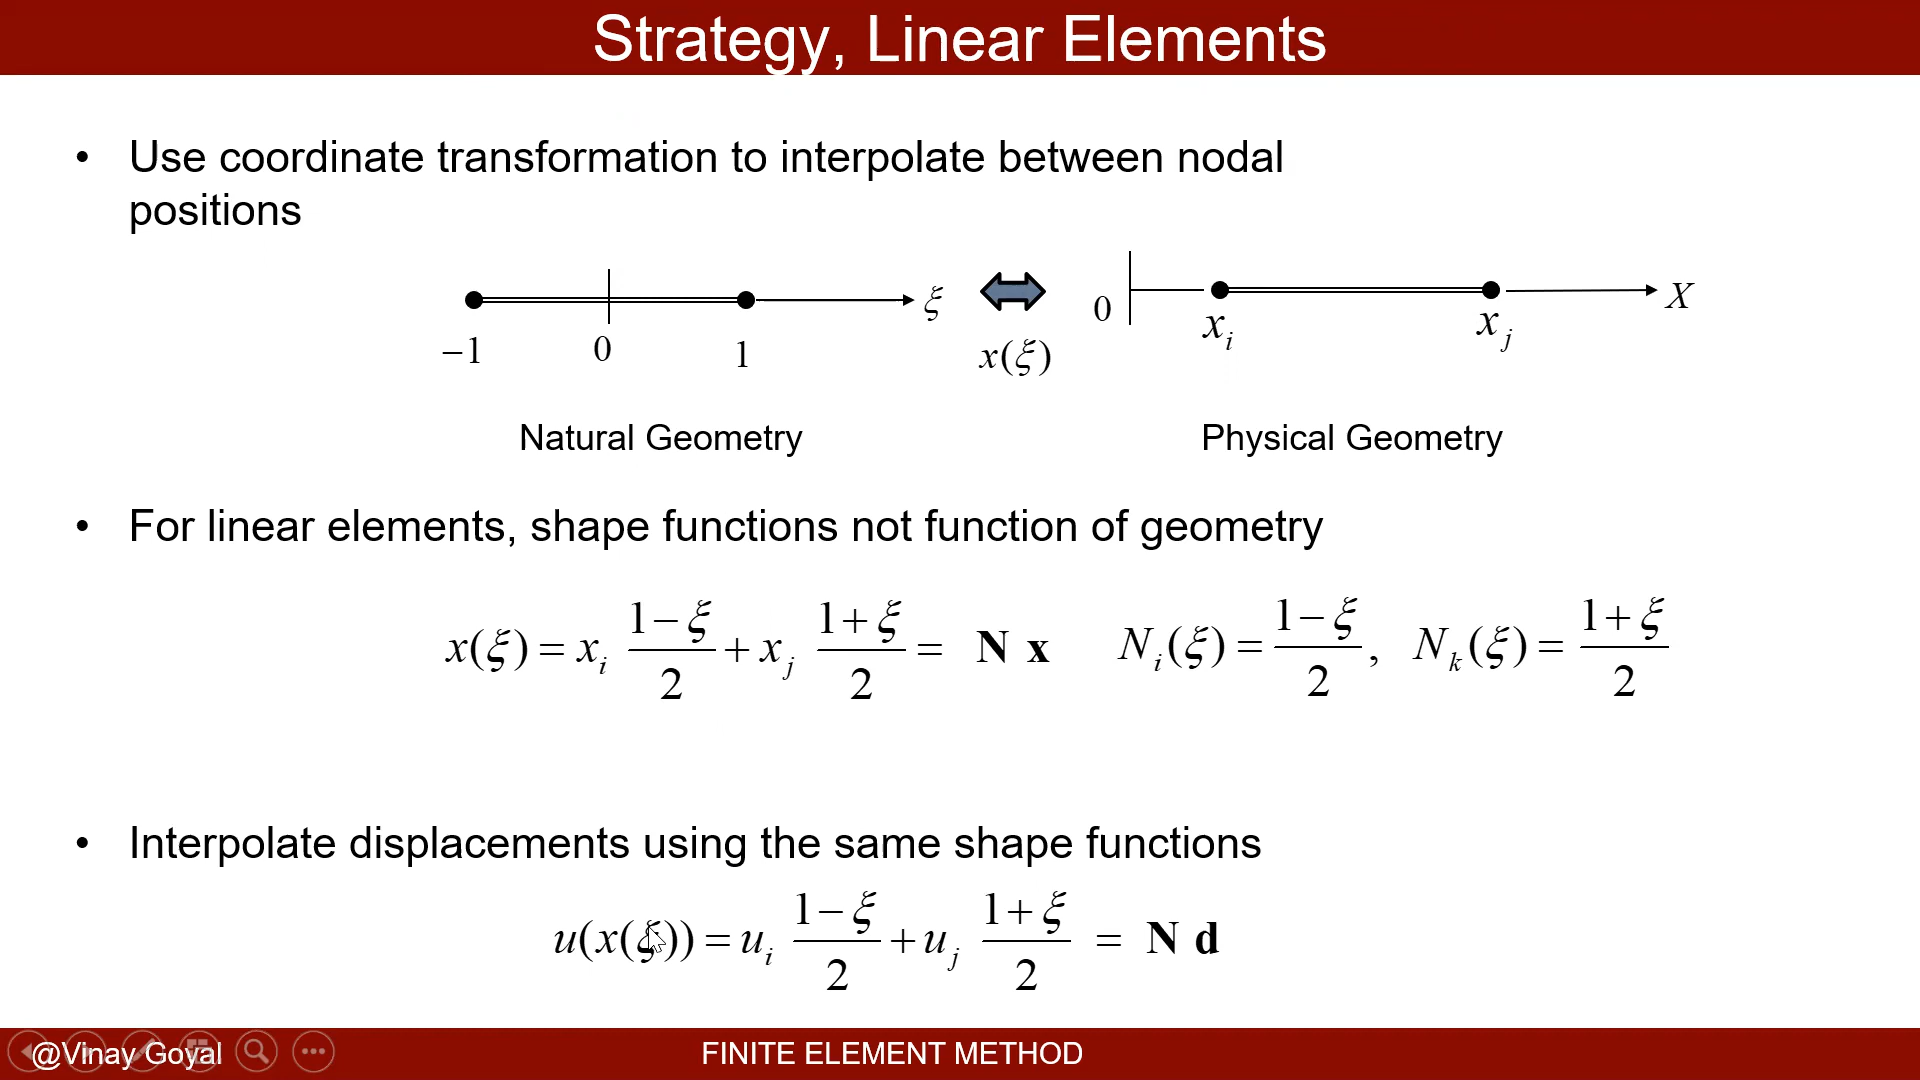 Strategy, Linear Elements
• Use coordinate transformation to interpolate between nodal
positions
−1 0 1 ξ
x(ξ)
0 x_i x_j X
Natural Geometry Physical Geometry
• For linear elements, shape functions not function of geometry
x(ξ) = x_i (1−ξ)/2 + x_j (1+ξ)/2 = N x N_i(ξ) = (1−ξ)/2, N_k(ξ) = (1+ξ)/2
• Interpolate displacements using the same shape functions
u(x(ξ)) = u_i (1−ξ)/2 + u_j (1+ξ)/2 = N d
@Vinay Goyal FINITE ELEMENT METHOD